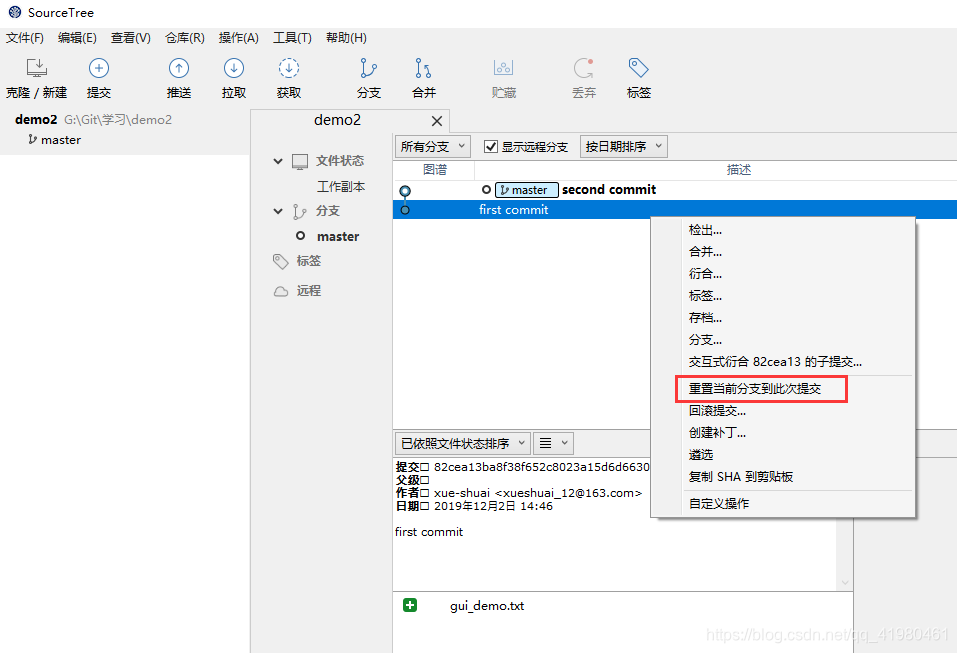 SourceTree
文件(F) 编辑(E) 查看(V) 仓库(R) 操作(A) 工具(T) 帮助(H)
克隆 / 新建 提交 推送 拉取 获取 分支 合并 贮藏 丢弃 标签
demo2 G:\Git\学习\demo2
master
demo2
文件状态
工作副本
分支
master
标签
远程
所有分支 显示远程分支 按日期排序
图谱 描述
master second commit
first commit
检出...
合并...
衍合...
标签...
存档...
分支...
交互式衍合 82cea13 的子提交...
重置当前分支到此次提交
回滚提交...
创建补丁...
遴选
复制 SHA 到剪贴板
自定义操作
已依照文件状态排序
提交□ 82cea13ba8f38f652c8023a15d6d6630
父级□
作者□ xue-shuai <xueshuai_12@163.com>
日期□ 2019年12月2日 14:46
first commit
gui_demo.txt
https://blog.csdn.net/qq_41980461